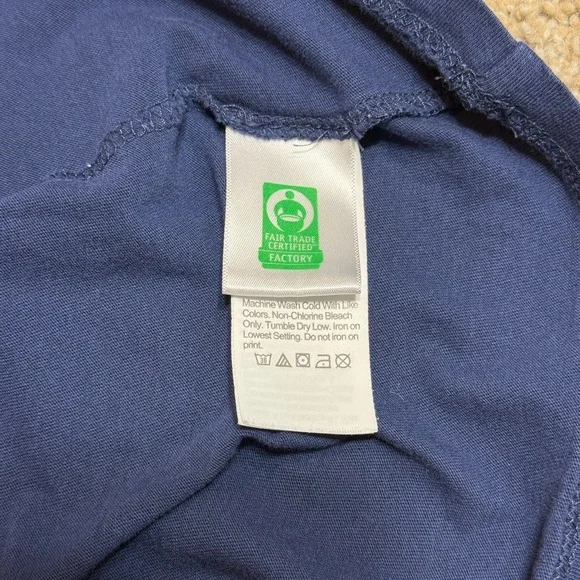 FAIR TRADE
CERTIFIED™
FACTORY
Machine Wash Cold With Like
Colors. Non-Chlorine Bleach
Only. Tumble Dry Low. Iron on
Lowest Setting. Do not iron on
print.